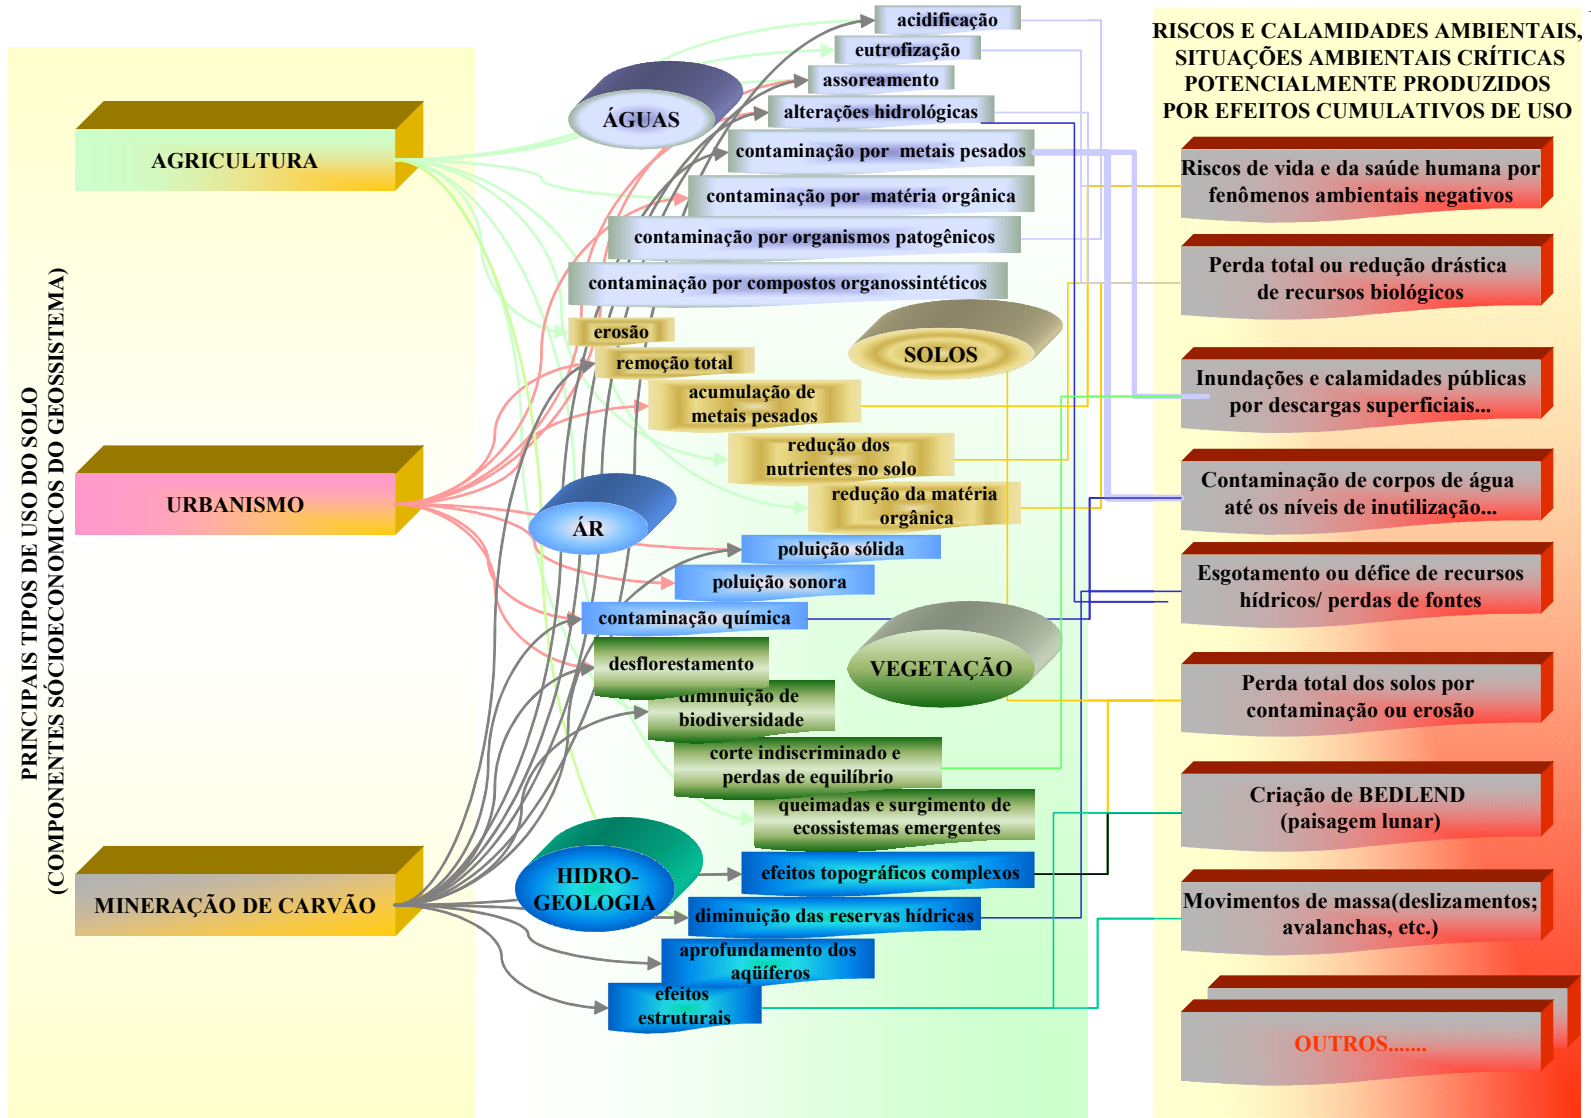 PRINCIPAIS TIPOS DE USO DO SOLO
(COMPONENTES SÓCIOECONOMICOS DO GEOSSISTEMA)
AGRICULTURA
URBANISMO
MINERAÇÃO DE CARVÃO
ÁGUAS
acidificação
eutrofização
assoreamento
alterações hidrológicas
contaminação por metais pesados
contaminação por matéria orgânica
contaminação por organismos patogênicos
contaminação por compostos organossintéticos
SOLOS
erosão
remoção total
acumulação de
metais pesados
redução dos
nutrientes no solo
redução da matéria
orgânica
ÁR
poluição sólida
poluição sonora
contaminação química
VEGETAÇÃO
desflorestamento
diminuição de
biodiversidade
corte indiscriminado e
perdas de equilíbrio
queimadas e surgimento de
ecossistemas emergentes
HIDRO-
GEOLOGIA
efeitos topográficos complexos
diminuição das reservas hídricas
aprofundamento dos
aqüíferos
efeitos
estruturais
RISCOS E CALAMIDADES AMBIENTAIS,
SITUAÇÕES AMBIENTAIS CRÍTICAS
POTENCIALMENTE PRODUZIDOS
POR EFEITOS CUMULATIVOS DE USO
Riscos de vida e da saúde humana por
fenômenos ambientais negativos
Perda total ou redução drástica
de recursos biológicos
Inundações e calamidades públicas
por descargas superficiais...
Contaminação de corpos de água
até os níveis de inutilização...
Esgotamento ou défice de recursos
hídricos/ perdas de fontes
Perda total dos solos por
contaminação ou erosão
Criação de BEDLEND
(paisagem lunar)
Movimentos de massa(deslizamentos;
avalanchas, etc.)
OUTROS.......